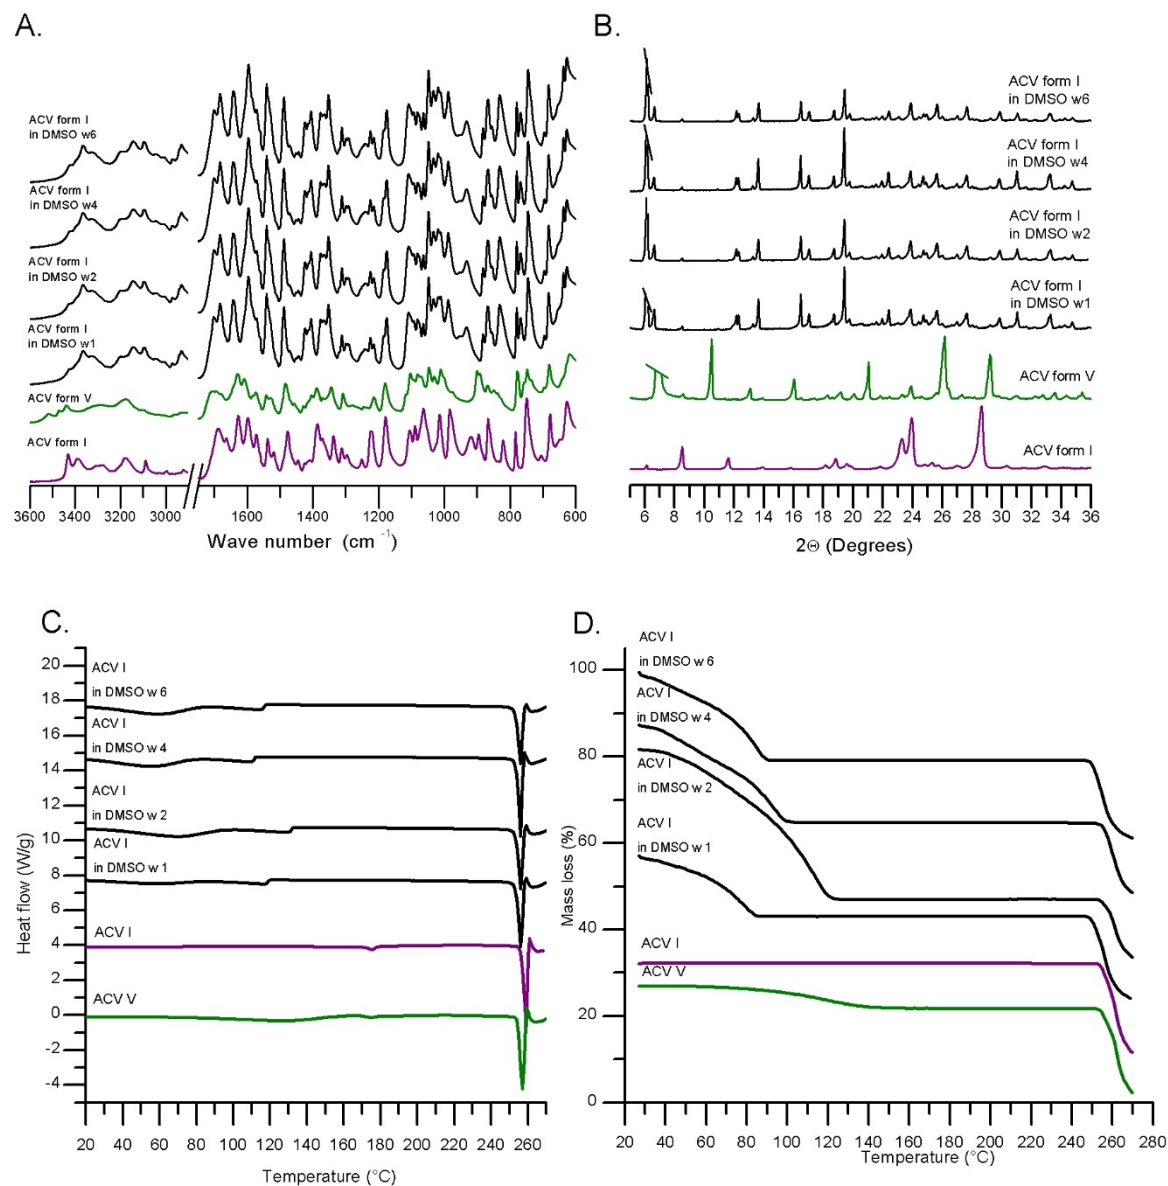 A.
ACV form I
in DMSO w6
ACV form I
in DMSO w4
ACV form I
in DMSO w2
ACV form I
in DMSO w1
ACV form V
ACV form I
3600 3400 3200 3000 1600 1400 1200 1000 800 600
Wave number (cm -1)
B.
ACV form I
in DMSO w6
ACV form I
in DMSO w4
ACV form I
in DMSO w2
ACV form I
in DMSO w1
ACV form V
ACV form I
6 8 10 12 14 16 18 20 22 24 26 28 30 32 34 36
2Θ (Degrees)
C.
20
18
16
14
12
10
8
6
4
2
0
-2
-4
Heat flow (W/g)
ACV I
in DMSO w 6
ACV I
in DMSO w 4
ACV I
in DMSO w 2
ACV I
in DMSO w 1
ACV I
ACV V
20 40 60 80 100 120 140 160 180 200 220 240 260
Temperature (°C)
D.
100
80
60
40
20
0
Mass loss (%)
ACV I
in DMSO w 6
ACV I
in DMSO w 4
ACV I
in DMSO w 2
ACV I
in DMSO w 1
ACV I
ACV V
20 40 60 80 100 120 140 160 180 200 220 240 260 280
Temperature (°C)